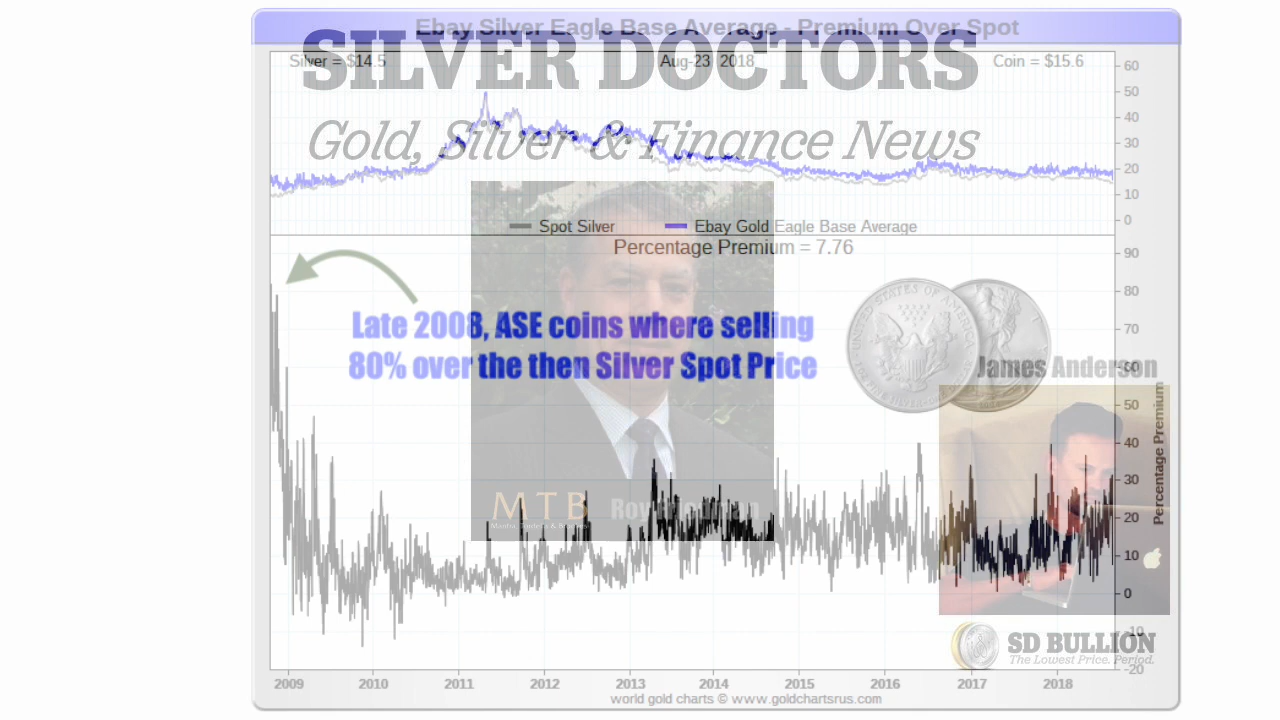 Ebay Silver Eagle Base Average - Premium Over Spot
SILVER DOCTORS
Silver = $14.5
Aug-23 2018
Coin = $15.6
Gold, Silver & Finance News
60
50
40
30
20
10
0
Spot Silver
Ebay Gold Eagle Base Average
Percentage Premium = 7.76
Late 2008, ASE coins where selling
80% over the then Silver Spot Price
James Anderson
90
80
70
60
50
40
30
20
10
0
-10
-20
Percentage Premium
MTB
Roy Friedman
SD BULLION
The Lowest Price. Period.
2009 2010 2011 2012 2013 2014 2015 2016 2017 2018
world gold charts © www.goldchartsrus.com